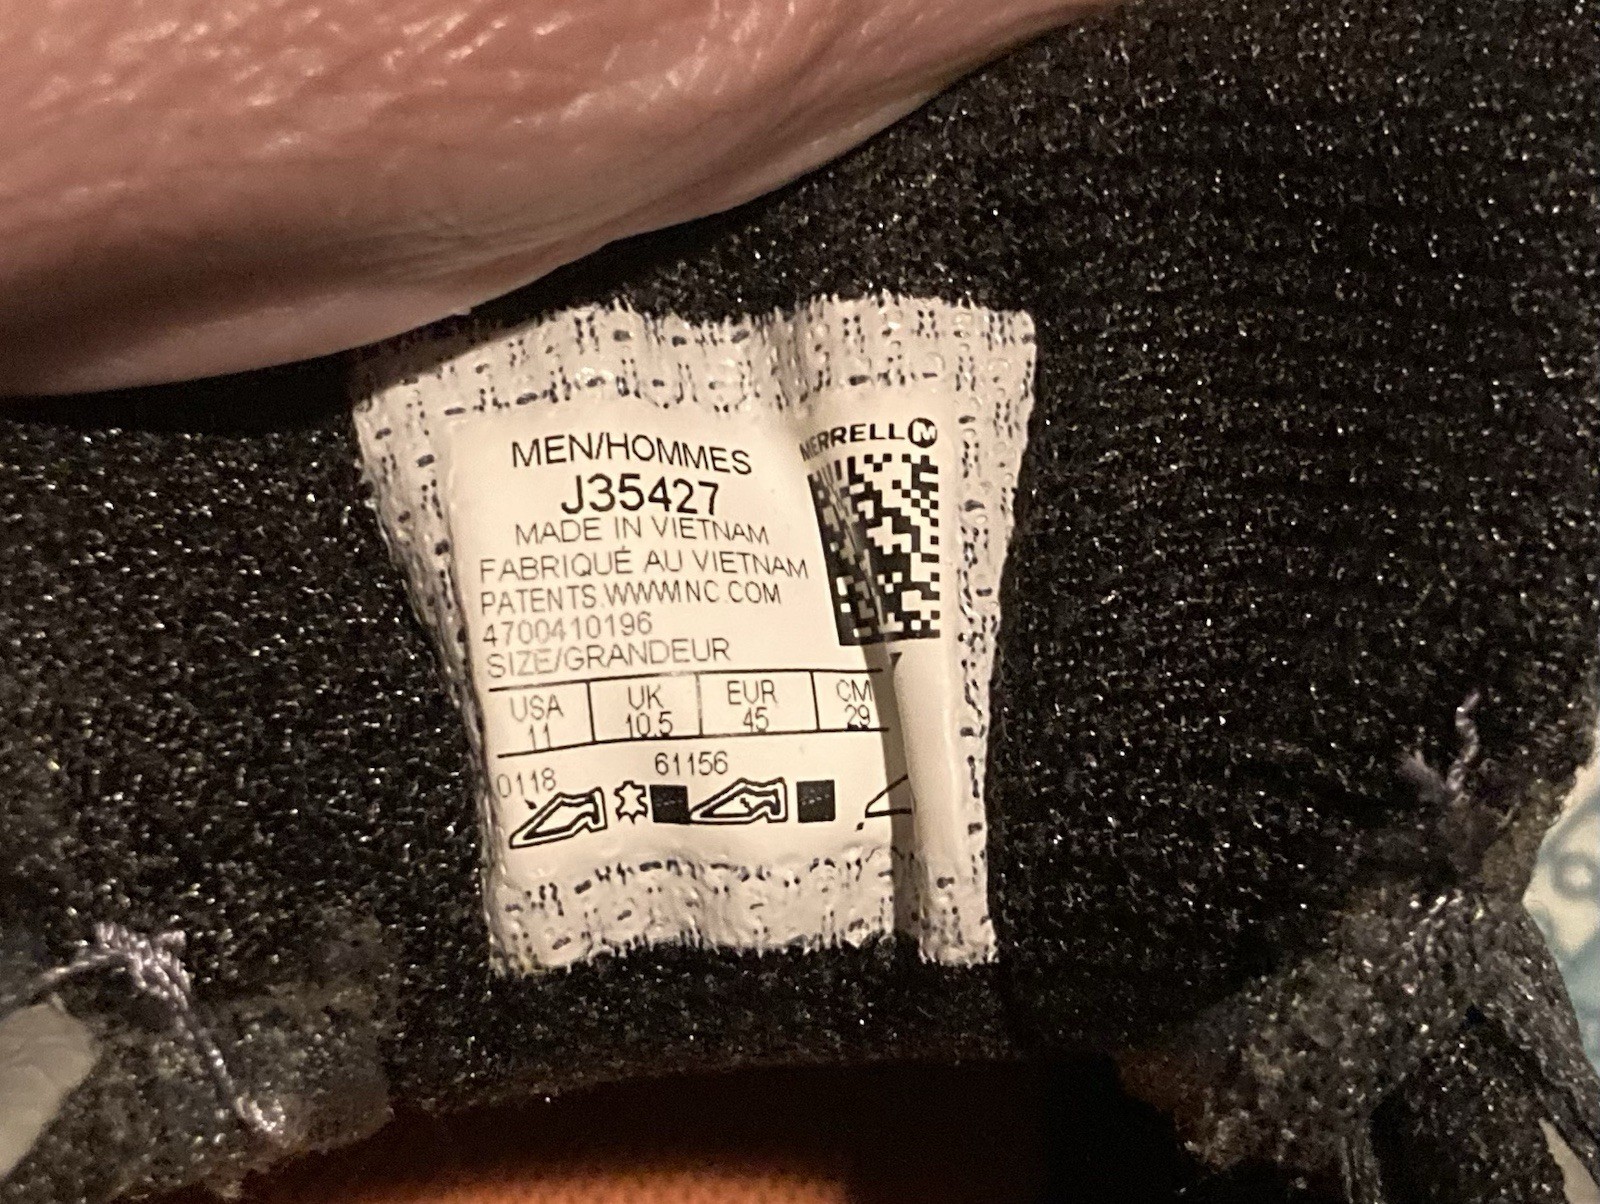 MEN/HOMMES
J35427
MADE IN VIETNAM
FABRIQUÉ AU VIETNAM
PATENTS.WWWINC.COM
4700410196
SIZE/GRANDEUR
USA UK EUR CM
11 10.5 45 29
0118 61156
MERRELL M